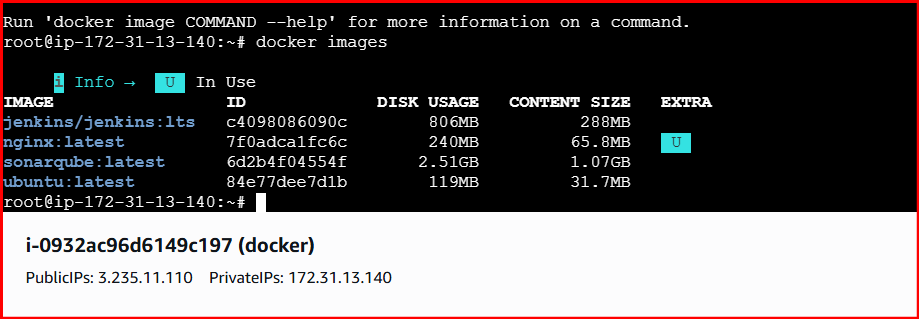 Run 'docker image COMMAND --help' for more information on a command.
root@ip-172-31-13-140:~# docker images
i Info → U In Use
IMAGE ID DISK USAGE CONTENT SIZE EXTRA
jenkins/jenkins:lts c4098086090c 806MB 288MB
nginx:latest 7f0adca1fc6c 240MB 65.8MB U
sonarqube:latest 6d2b4f04554f 2.51GB 1.07GB
ubuntu:latest 84e77dee7d1b 119MB 31.7MB
root@ip-172-31-13-140:~#
i-0932ac96d6149c197 (docker)
PublicIPs: 3.235.11.110 PrivateIPs: 172.31.13.140